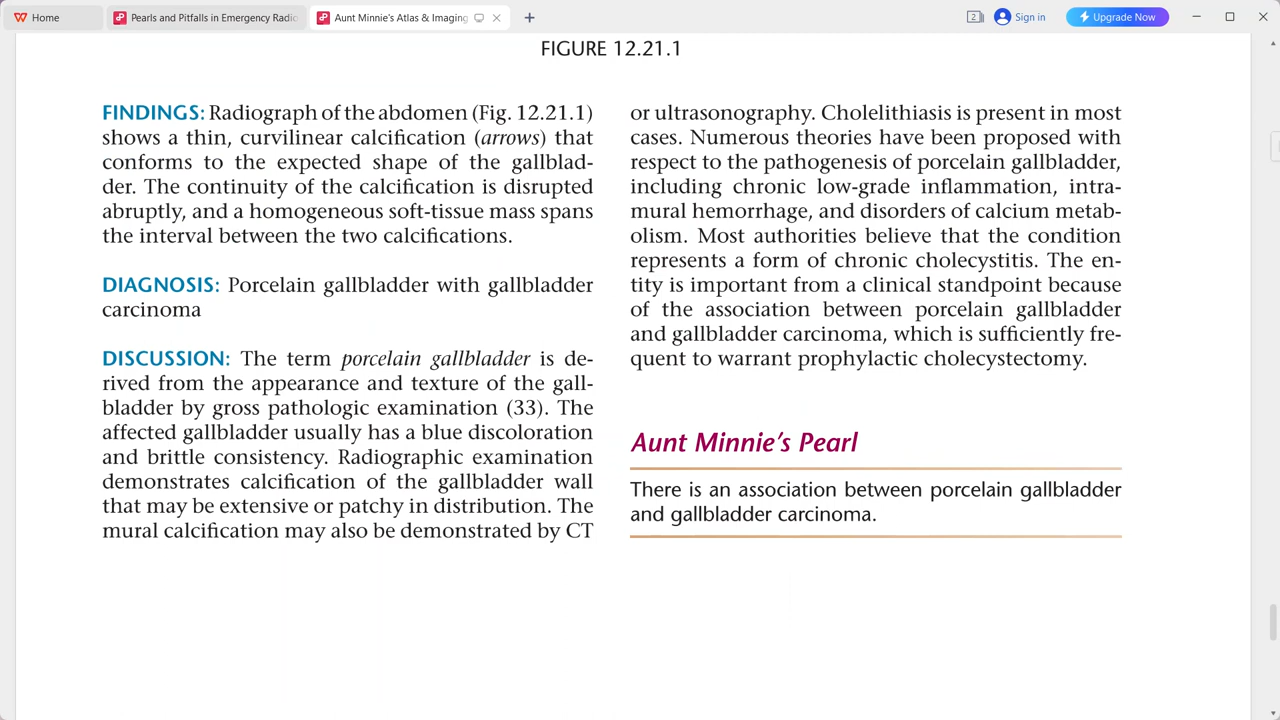 Home
Pearls and Pitfalls in Emergency Radio
Aunt Minnie's Atlas & Imaging
2
Sign in
Upgrade Now
FIGURE 12.21.1
FINDINGS: Radiograph of the abdomen (Fig. 12.21.1)
shows a thin, curvilinear calcification (arrows) that
conforms to the expected shape of the gallblad-
der. The continuity of the calcification is disrupted
abruptly, and a homogeneous soft-tissue mass spans
the interval between the two calcifications.
DIAGNOSIS: Porcelain gallbladder with gallbladder
carcinoma
DISCUSSION: The term porcelain gallbladder is de-
rived from the appearance and texture of the gall-
bladder by gross pathologic examination (33). The
affected gallbladder usually has a blue discoloration
and brittle consistency. Radiographic examination
demonstrates calcification of the gallbladder wall
that may be extensive or patchy in distribution. The
mural calcification may also be demonstrated by CT
or ultrasonography. Cholelithiasis is present in most
cases. Numerous theories have been proposed with
respect to the pathogenesis of porcelain gallbladder,
including chronic low-grade inflammation, intra-
mural hemorrhage, and disorders of calcium metab-
olism. Most authorities believe that the condition
represents a form of chronic cholecystitis. The en-
tity is important from a clinical standpoint because
of the association between porcelain gallbladder
and gallbladder carcinoma, which is sufficiently fre-
quent to warrant prophylactic cholecystectomy.
Aunt Minnie's Pearl
There is an association between porcelain gallbladder
and gallbladder carcinoma.